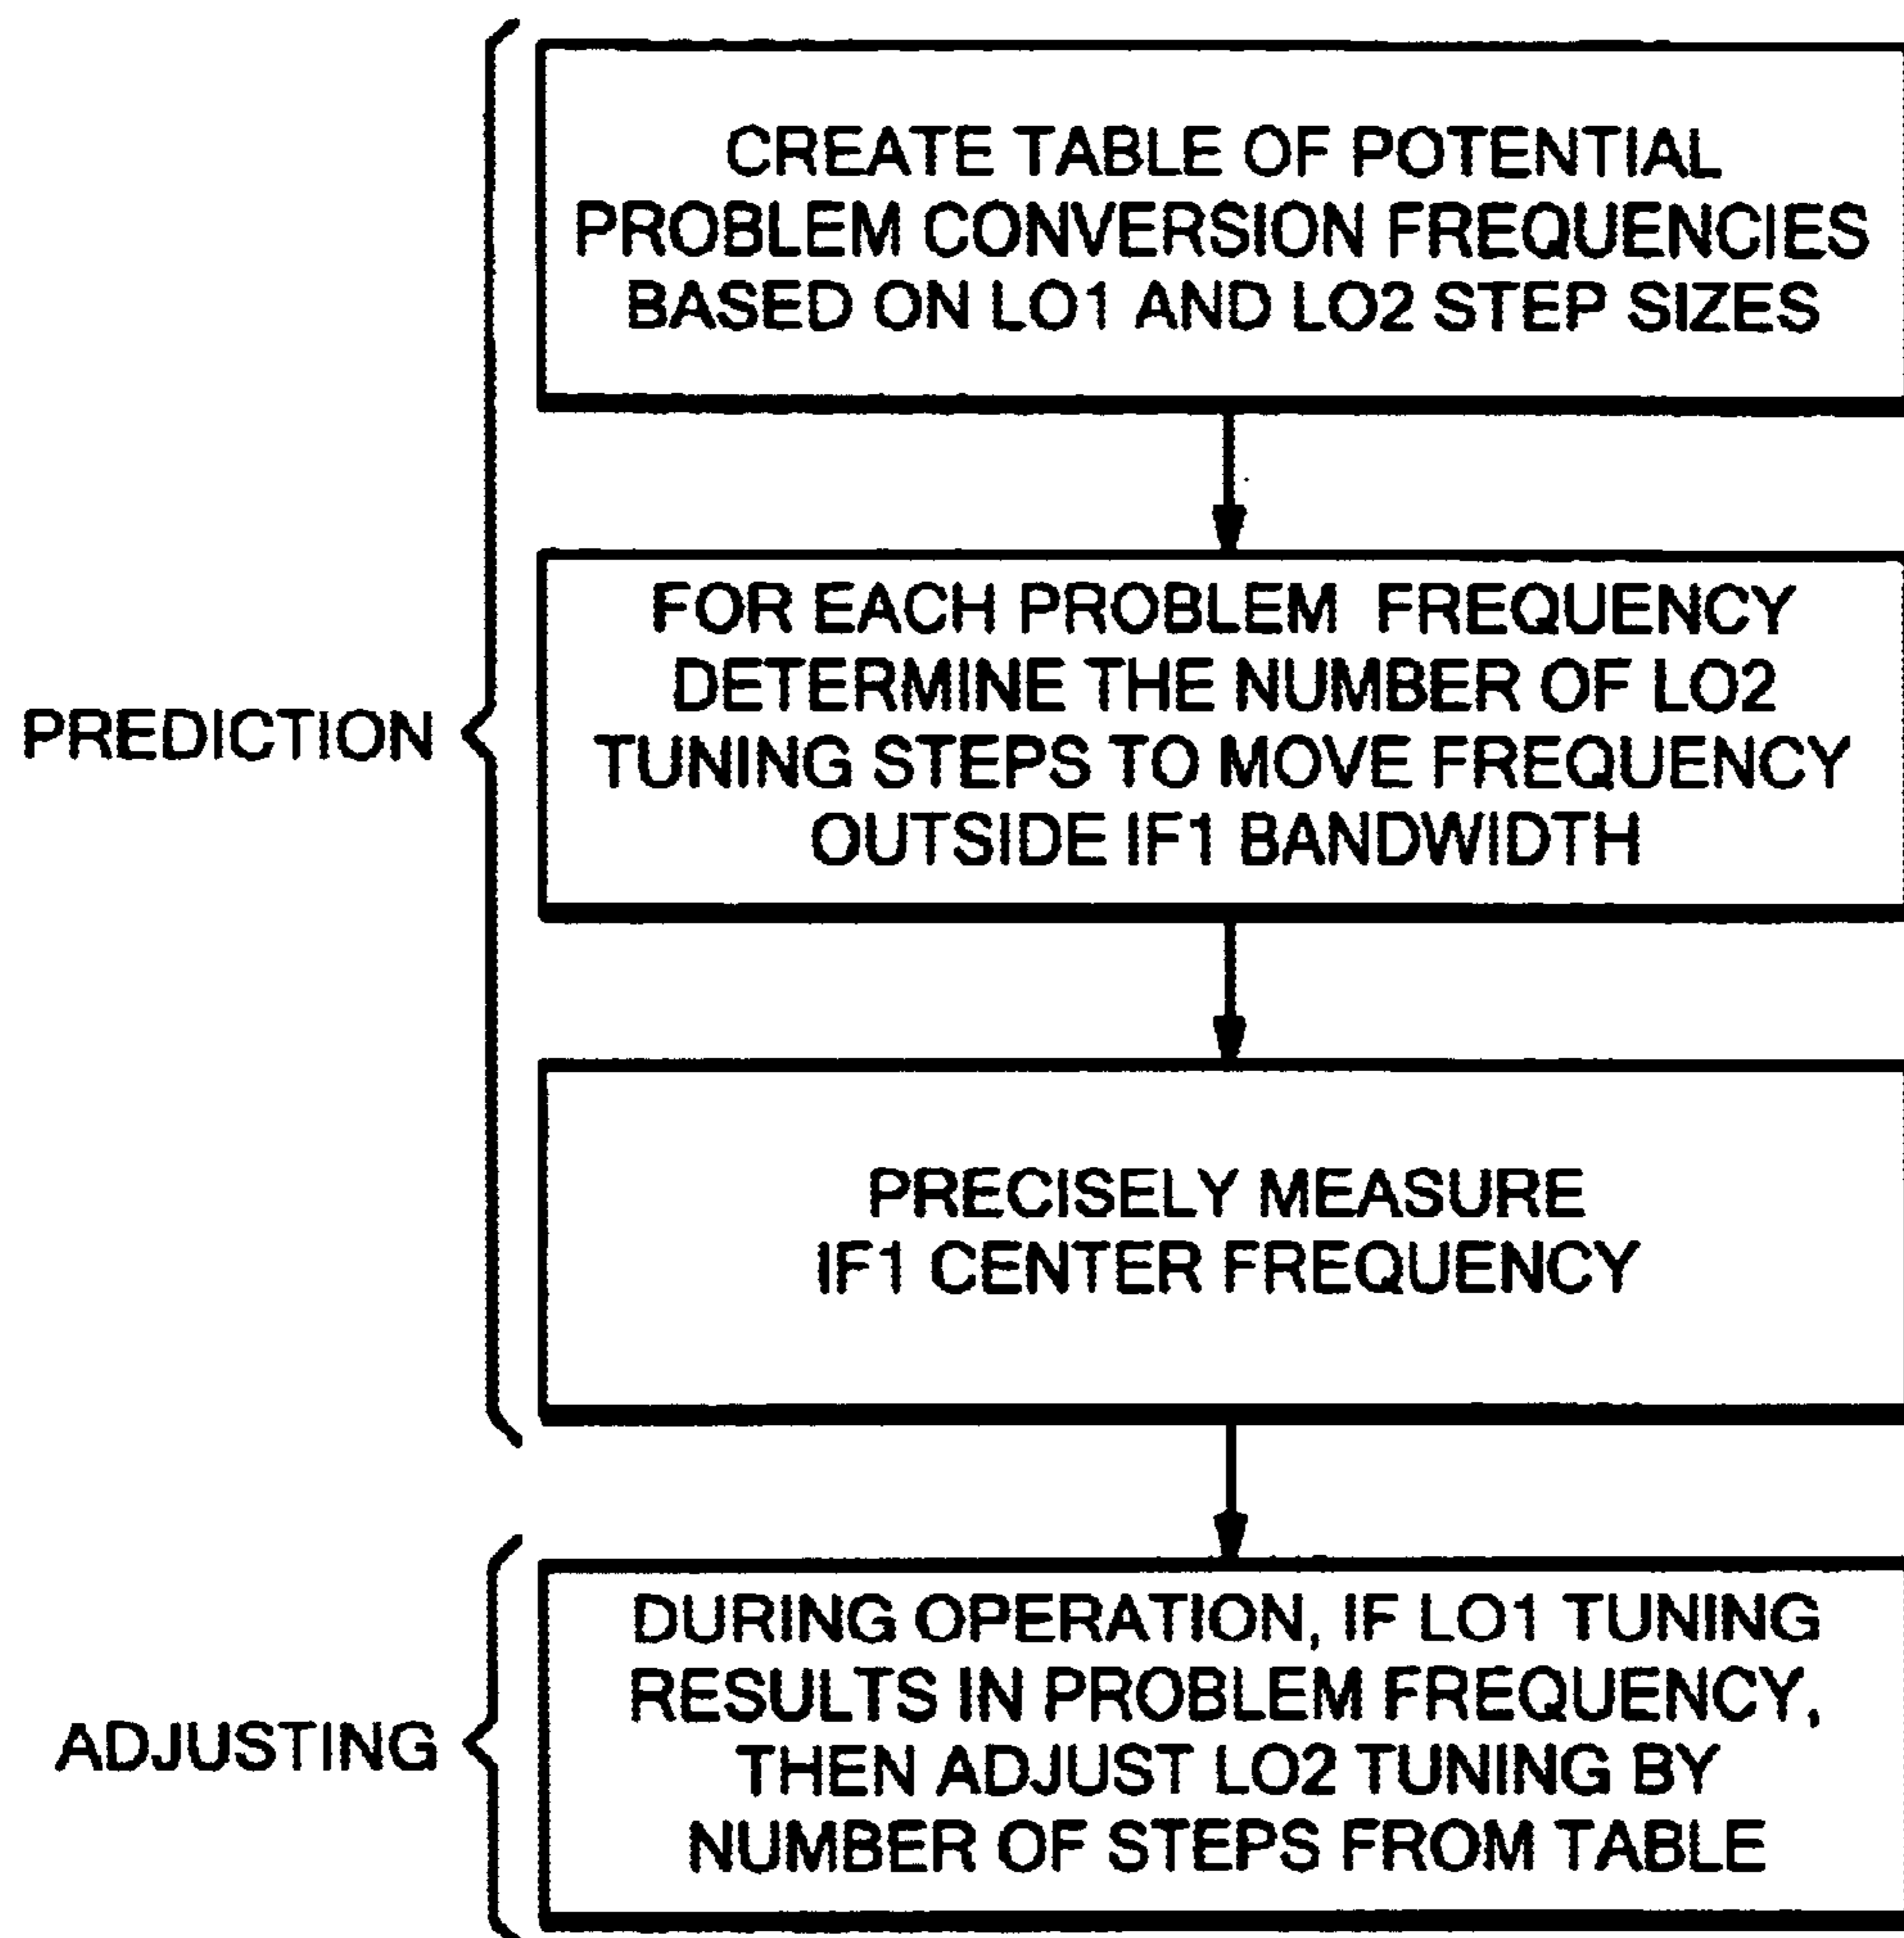 CREATE TABLE OF POTENTIAL
PROBLEM CONVERSION FREQUENCIES
BASED ON LO1 AND LO2 STEP SIZES
FOR EACH PROBLEM FREQUENCY
DETERMINE THE NUMBER OF LO2
TUNING STEPS TO MOVE FREQUENCY
OUTSIDE IF1 BANDWIDTH
PREDICTION
PRECISELY MEASURE
IF1 CENTER FREQUENCY
DURING OPERATION, IF LO1 TUNING
RESULTS IN PROBLEM FREQUENCY,
THEN ADJUST LO2 TUNING BY
NUMBER OF STEPS FROM TABLE
ADJUSTING